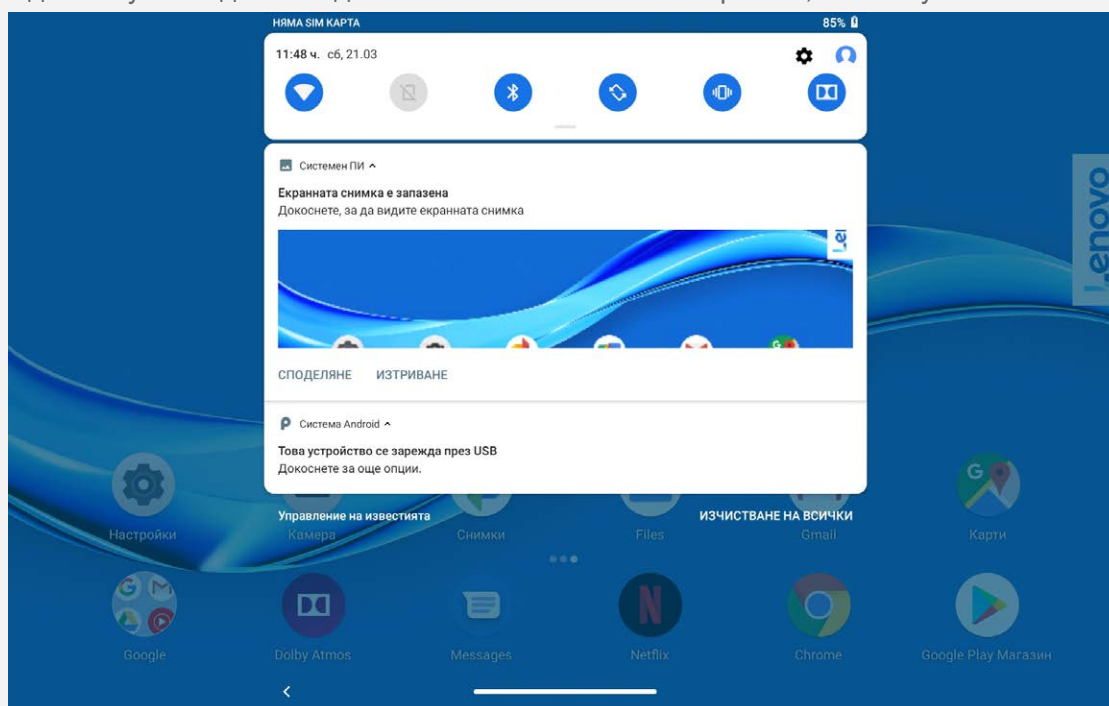 НЯМА SIM КАРТА
85%
11:48 ч. сб, 21.03
Системен ПИ
Екранната снимка е запазена
Докоснете, за да видите екранната снимка
СПОДЕЛЯНЕ ИЗТРИВАНЕ
Система Android
Това устройство се зарежда през USB
Докоснете за още опции.
Управление на известията
ИЗЧИСТВАНЕ НА ВСИЧКИ
Lenovo
Настройки Камера Снимки Files Gmail Карти
Google Dolby Atmos Messages Netflix Chrome Google Play Магазин